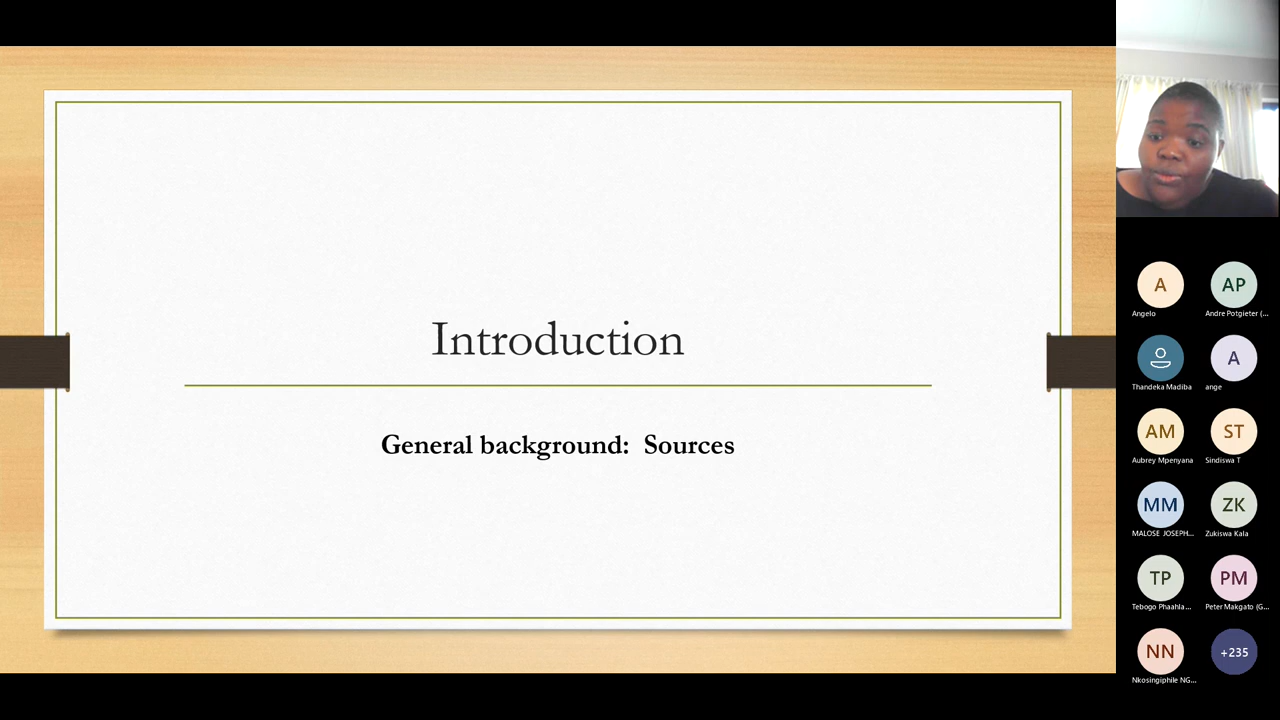 Introduction
General background:  Sources
A
AP
Angelo
Andre Potgieter (...
Thandeka Madiba
A
ange
AM
ST
Aubrey Mpenyana
Sindiswa T
MM
ZK
MALOSE JOSEPH...
Zukiswa Kala
TP
PM
Tebogo Phaahla...
Peter Makgato (G...
NN
+235
Nkosingiphile NG...